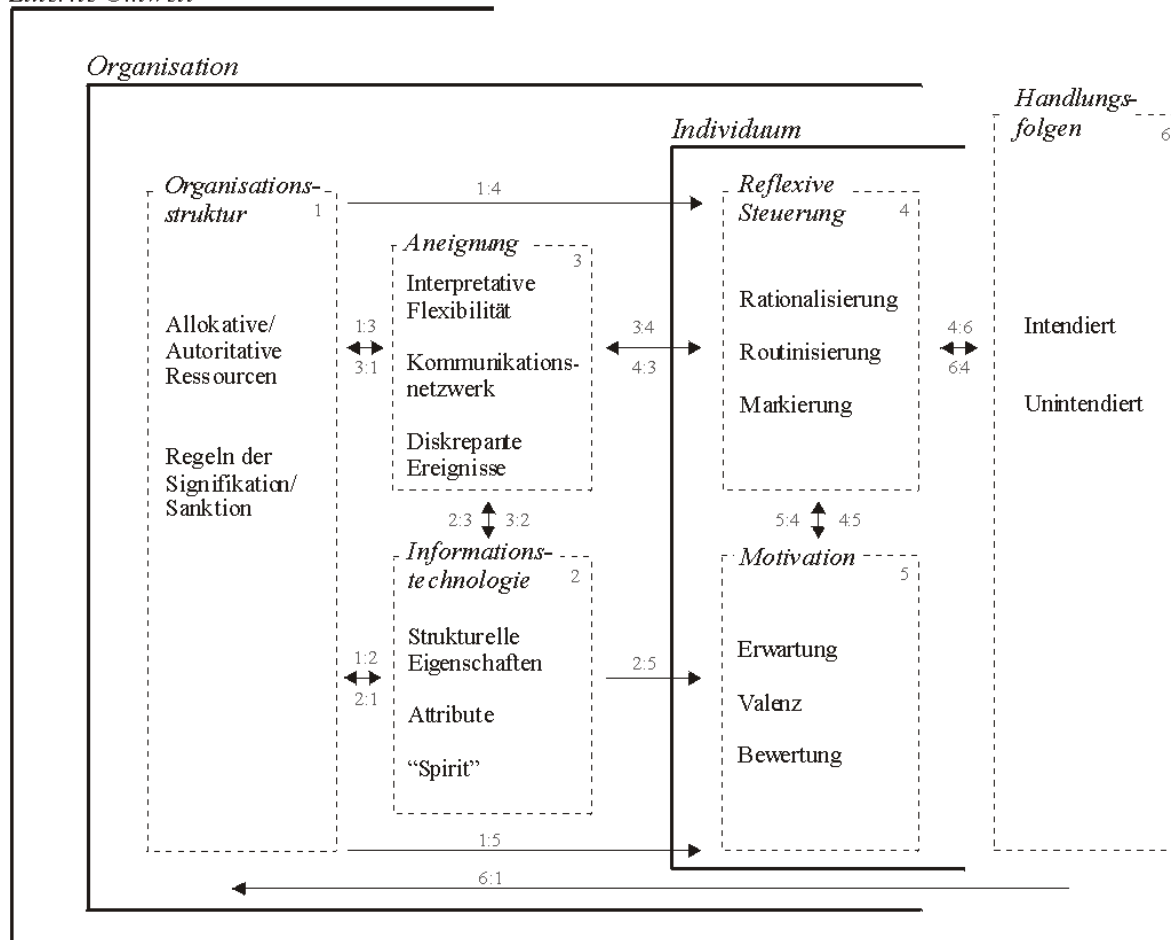 Organisation
Handlungs-
folgen
6
Individuum
Organisations-
struktur
1
1:4
Reflexive
Steuerung
4
Aneignung
3
Interpretative
Flexibilität
Rationalisierung
Allokative/
Autoritative
Ressourcen
1:3
3:1
3:4
4:3
4:6
6:4
Intendiert
Kommunikations-
netzwerk
Routinisierung
Markierung
Unintendiert
Diskrepante
Ereignisse
Regeln der
Signifikation/
Sanktion
2:3
3:2
5:4
4:5
Informations-
technologie
2
Motivation
5
Strukturelle
Eigenschaften
1:2
2:1
2:5
Erwartung
Attribute
Valenz
“Spirit”
Bewertung
1:5
6:1